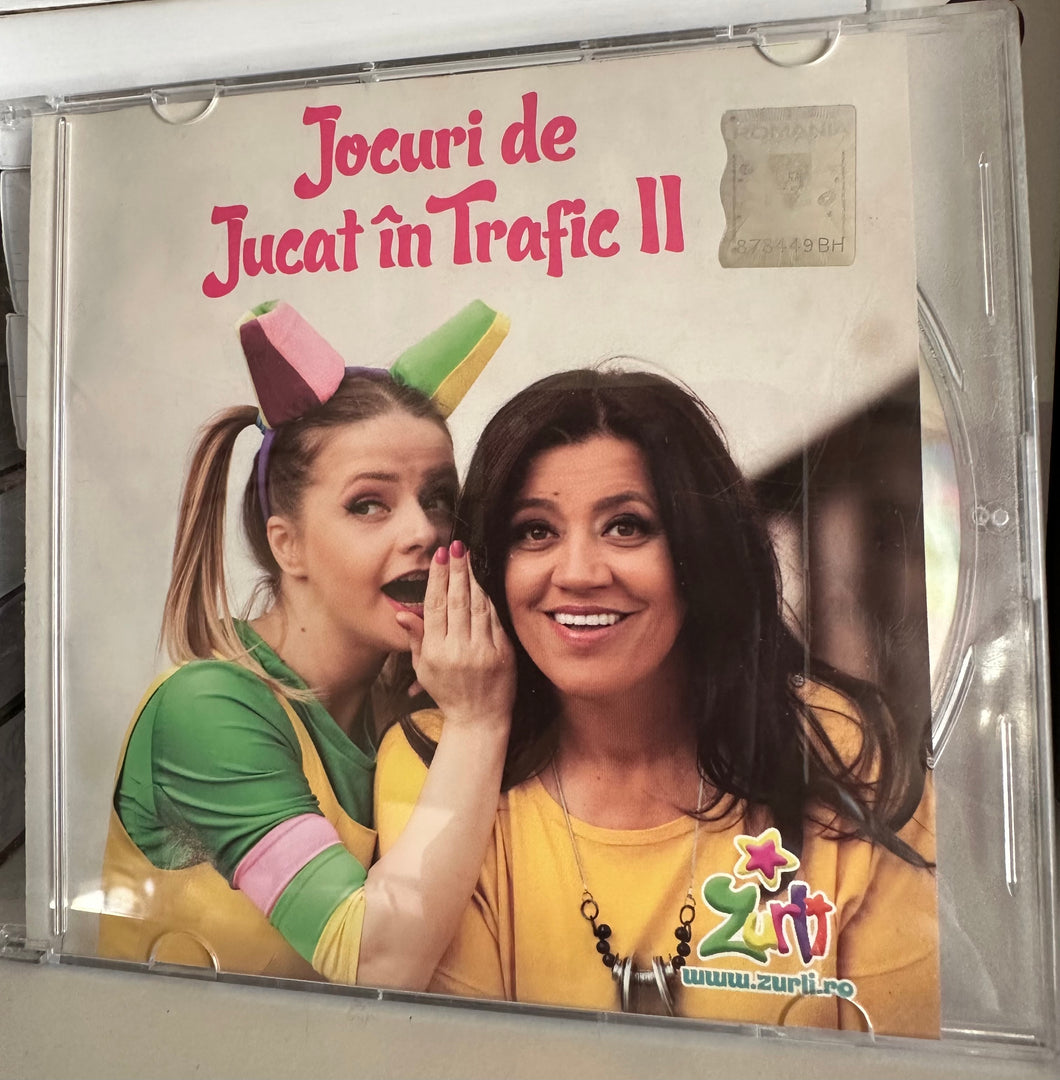 Jocuri de
Jucat în Trafic II
ROMANIA
878449 BH
Zurli
www.zurli.ro